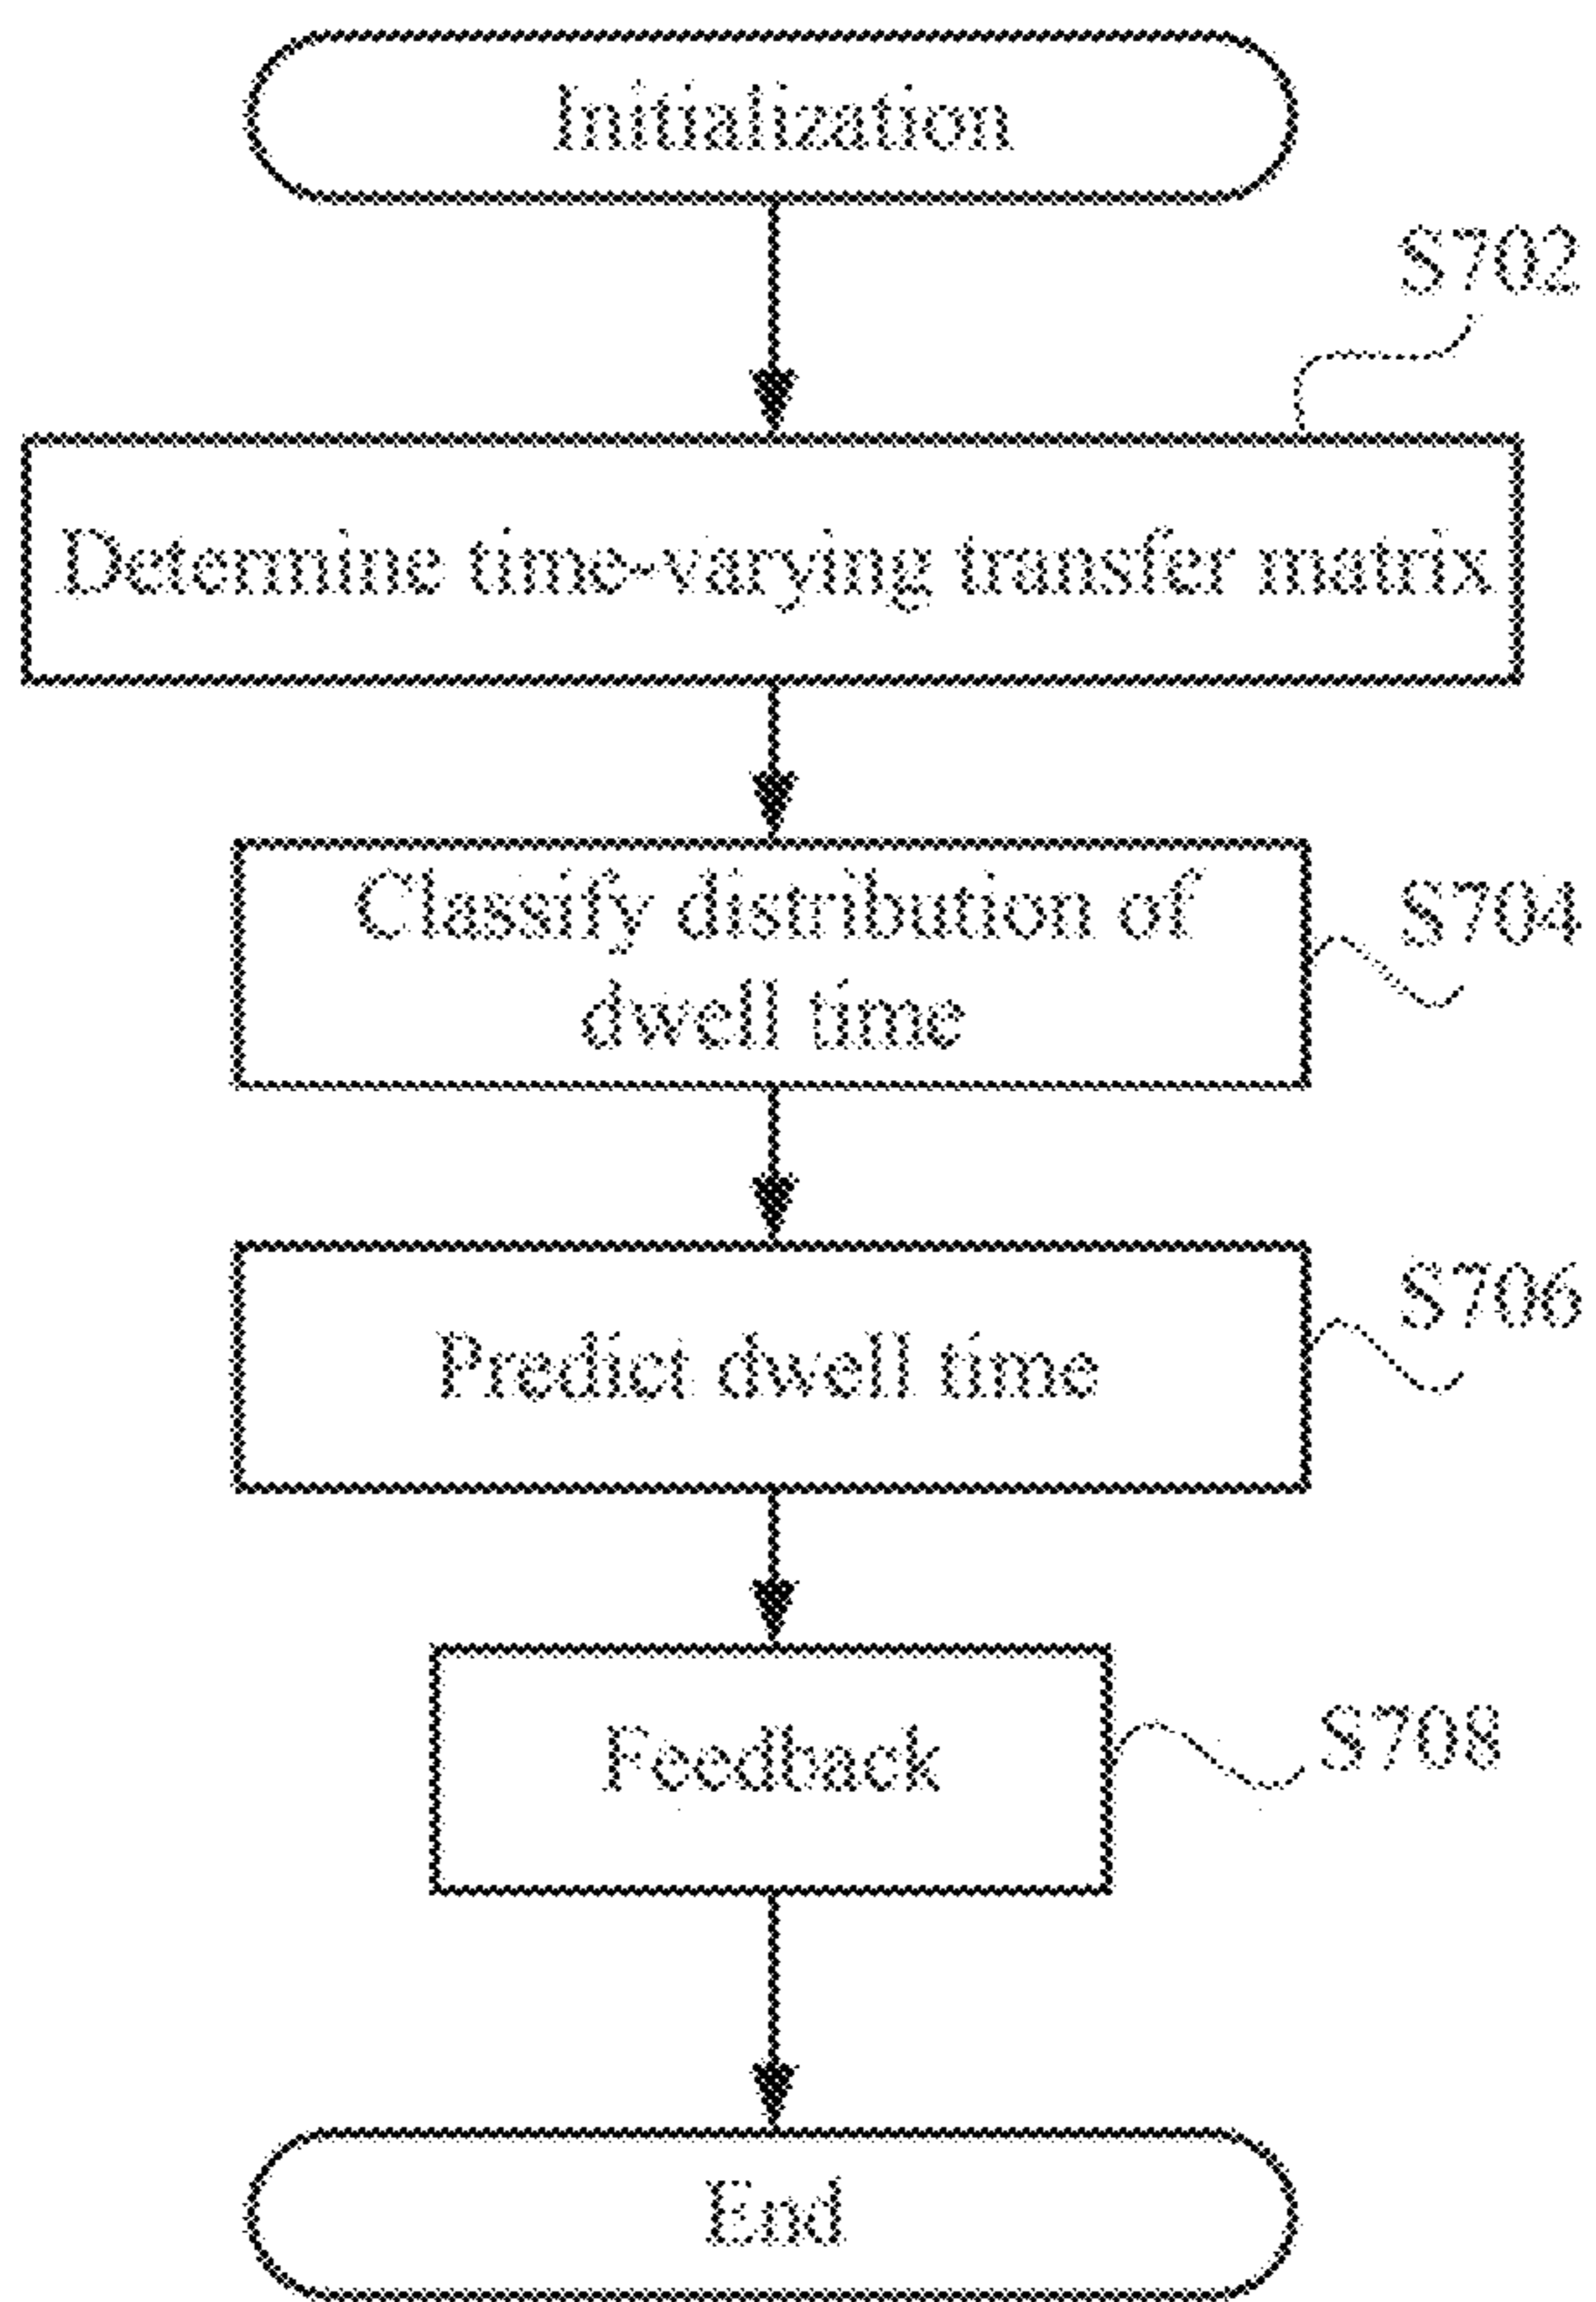 Initialization
S702
Determine time-varying transfer matrix
Classify distribution of
dwell time
S704
Predict dwell time
S706
Feedback
S708
End